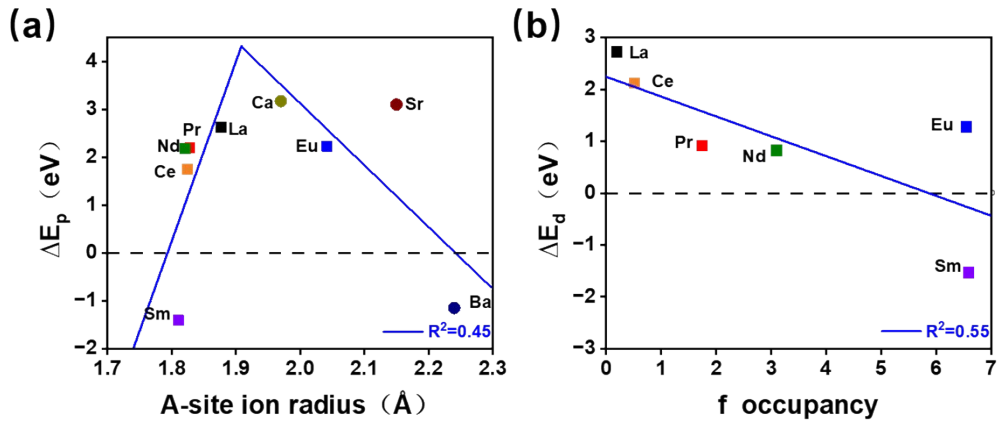 (a)
ΔEp（eV）
4
3
2
1
0
−1
−2
1.7 1.8 1.9 2.0 2.1 2.2 2.3
Ca
Sr
La
Pr
Nd
Eu
Ce
Sm
Ba
R²=0.45
A-site ion radius（Å）
(b)
ΔEd（eV）
3
2
1
0
−1
−2
−3
0 1 2 3 4 5 6 7
La
Ce
Eu
Pr
Nd
Sm
R²=0.55
f occupancy